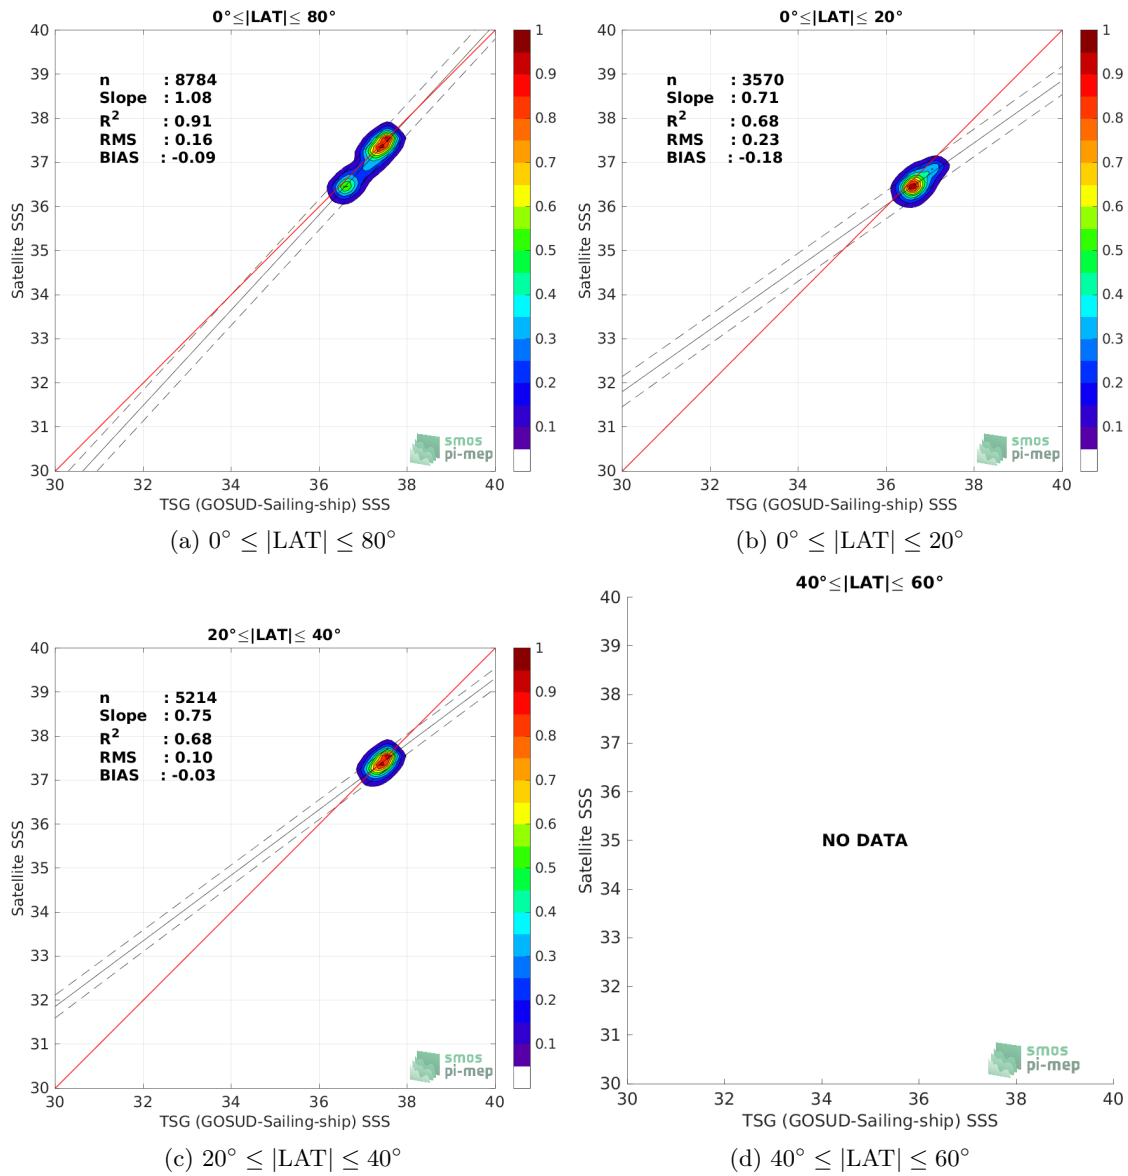 0°≤|LAT|≤ 80°
40
39
38
37
36
35
34
33
32
31
30
Satellite SSS
n : 8784
Slope : 1.08
R² : 0.91
RMS : 0.16
BIAS : -0.09
smos
pi-mep
30 32 34 36 38 40
TSG (GOSUD-Sailing-ship) SSS
1
0.9
0.8
0.7
0.6
0.5
0.4
0.3
0.2
0.1
(a) 0° ≤ |LAT| ≤ 80°
0°≤|LAT|≤ 20°
40
39
38
37
36
35
34
33
32
31
30
Satellite SSS
n : 3570
Slope : 0.71
R² : 0.68
RMS : 0.23
BIAS : -0.18
smos
pi-mep
30 32 34 36 38 40
TSG (GOSUD-Sailing-ship) SSS
1
0.9
0.8
0.7
0.6
0.5
0.4
0.3
0.2
0.1
(b) 0° ≤ |LAT| ≤ 20°
20°≤|LAT|≤ 40°
40
39
38
37
36
35
34
33
32
31
30
Satellite SSS
n : 5214
Slope : 0.75
R² : 0.68
RMS : 0.10
BIAS : -0.03
smos
pi-mep
30 32 34 36 38 40
TSG (GOSUD-Sailing-ship) SSS
1
0.9
0.8
0.7
0.6
0.5
0.4
0.3
0.2
0.1
(c) 20° ≤ |LAT| ≤ 40°
40°≤|LAT|≤ 60°
40
39
38
37
36
35
34
33
32
31
30
Satellite SSS
NO DATA
smos
pi-mep
30 32 34 36 38 40
TSG (GOSUD-Sailing-ship) SSS
(d) 40° ≤ |LAT| ≤ 60°